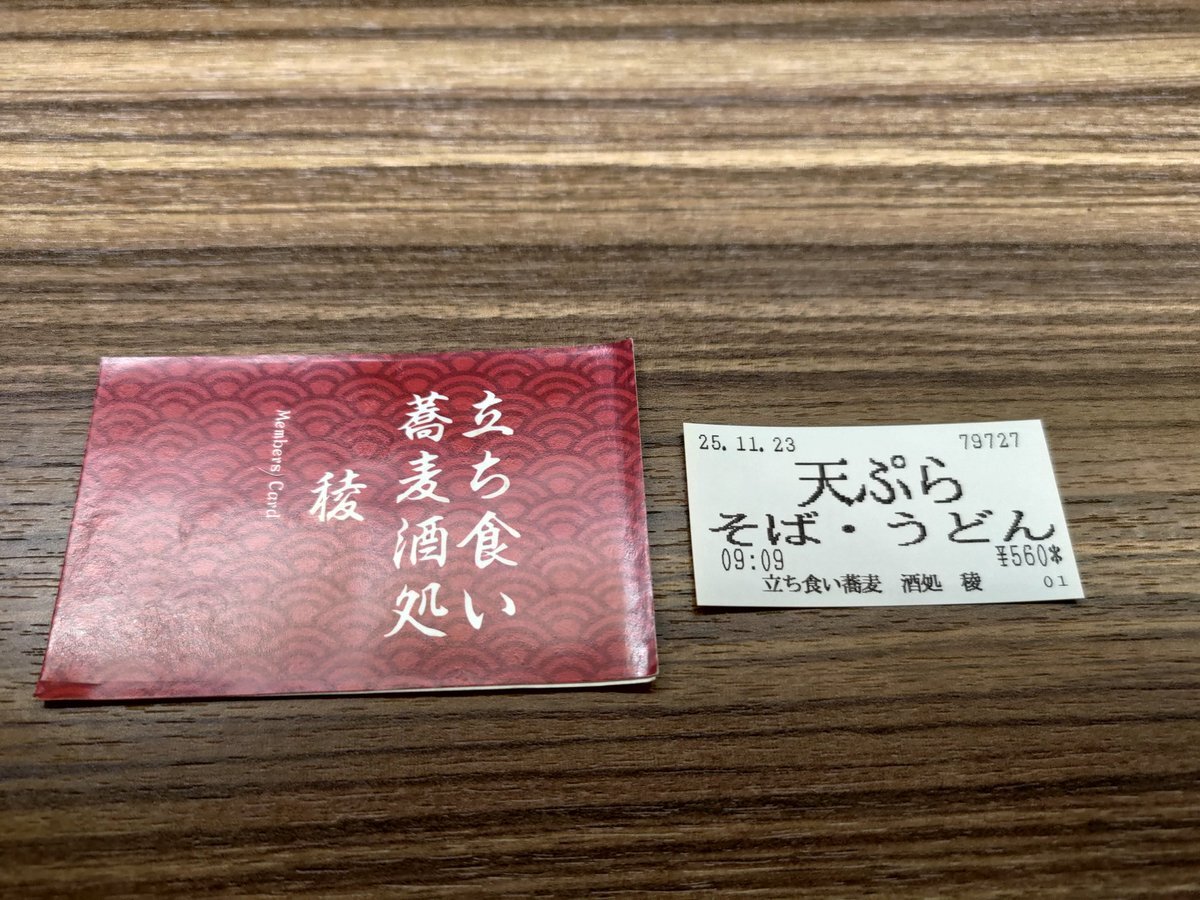 立ち食い
蕎麦酒処
稜
Members Card
25.11.23 79727
天ぷら
そば・うどん
09:09 ¥560*
立ち食い蕎麦 酒処 稜 01